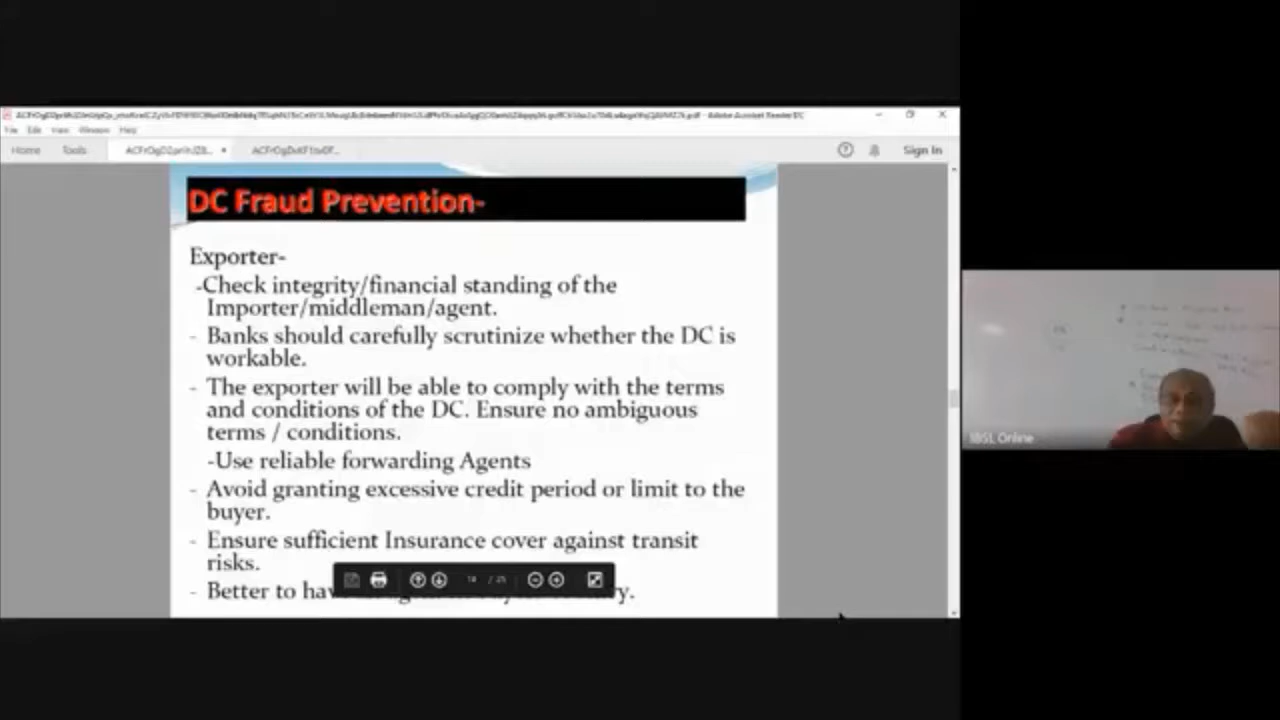 Home Tools
Sign In
DC Fraud Prevention-
Exporter-
-Check integrity/financial standing of the
Importer/middleman/agent.
- Banks should carefully scrutinize whether the DC is
workable.
- The exporter will be able to comply with the terms
and conditions of the DC. Ensure no ambiguous
terms / conditions.
-Use reliable forwarding Agents
- Avoid granting excessive credit period or limit to the
buyer.
- Ensure sufficient Insurance cover against transit
risks.
- Better to
IBSL Online